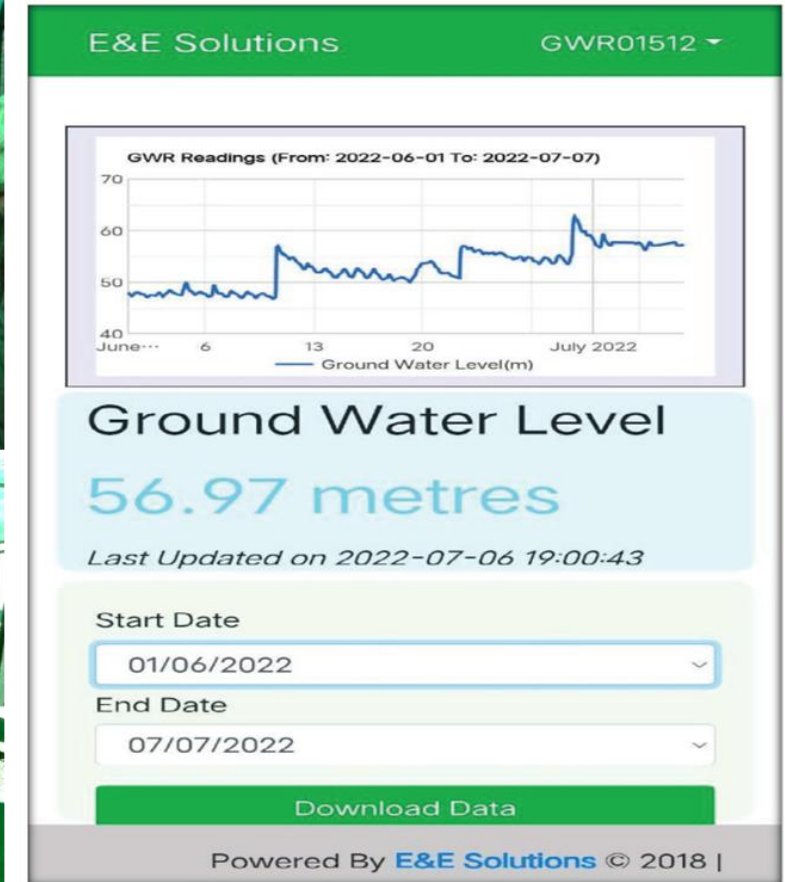 E&E Solutions GWR01512
GWR Readings (From: 2022-06-01 To: 2022-07-07)
70
60
50
40
June... 6 13 20 July 2022
Ground Water Level(m)
Ground Water Level
56.97 metres
Last Updated on 2022-07-06 19:00:43
Start Date
01/06/2022
End Date
07/07/2022
Download Data
Powered By E&E Solutions © 2018 |